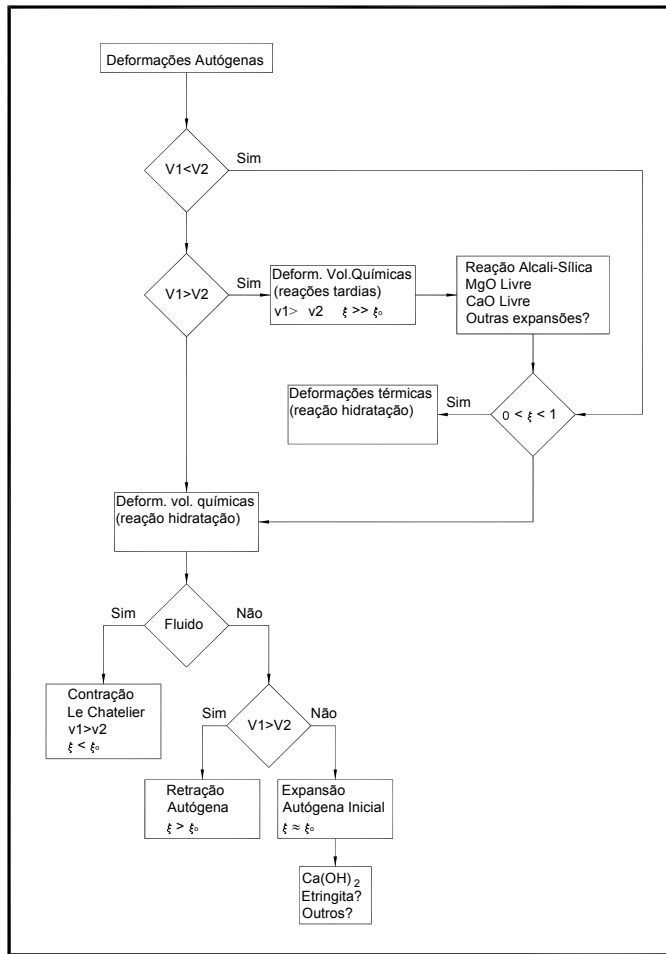 Deformações Autógenas
V1<V2
Sim
V1>V2
Sim
Deform. Vol.Químicas
(reações tardias)
v1> v2 ξ >> ξ₀
Reação Alcali-Sílica
MgO Livre
CaO Livre
Outras expansões?
0 < ξ < 1
Sim
Deformações térmicas
(reação hidratação)
Deform. vol. químicas
(reação hidratação)
Fluido
Sim
Não
Contração
Le Chatelier
v1>v2
ξ < ξ₀
V1>V2
Sim
Não
Retração
Autógena
ξ > ξ₀
Expansão
Autógena Inicial
ξ ≈ ξ₀
Ca(OH) 2
Etringita?
Outros?